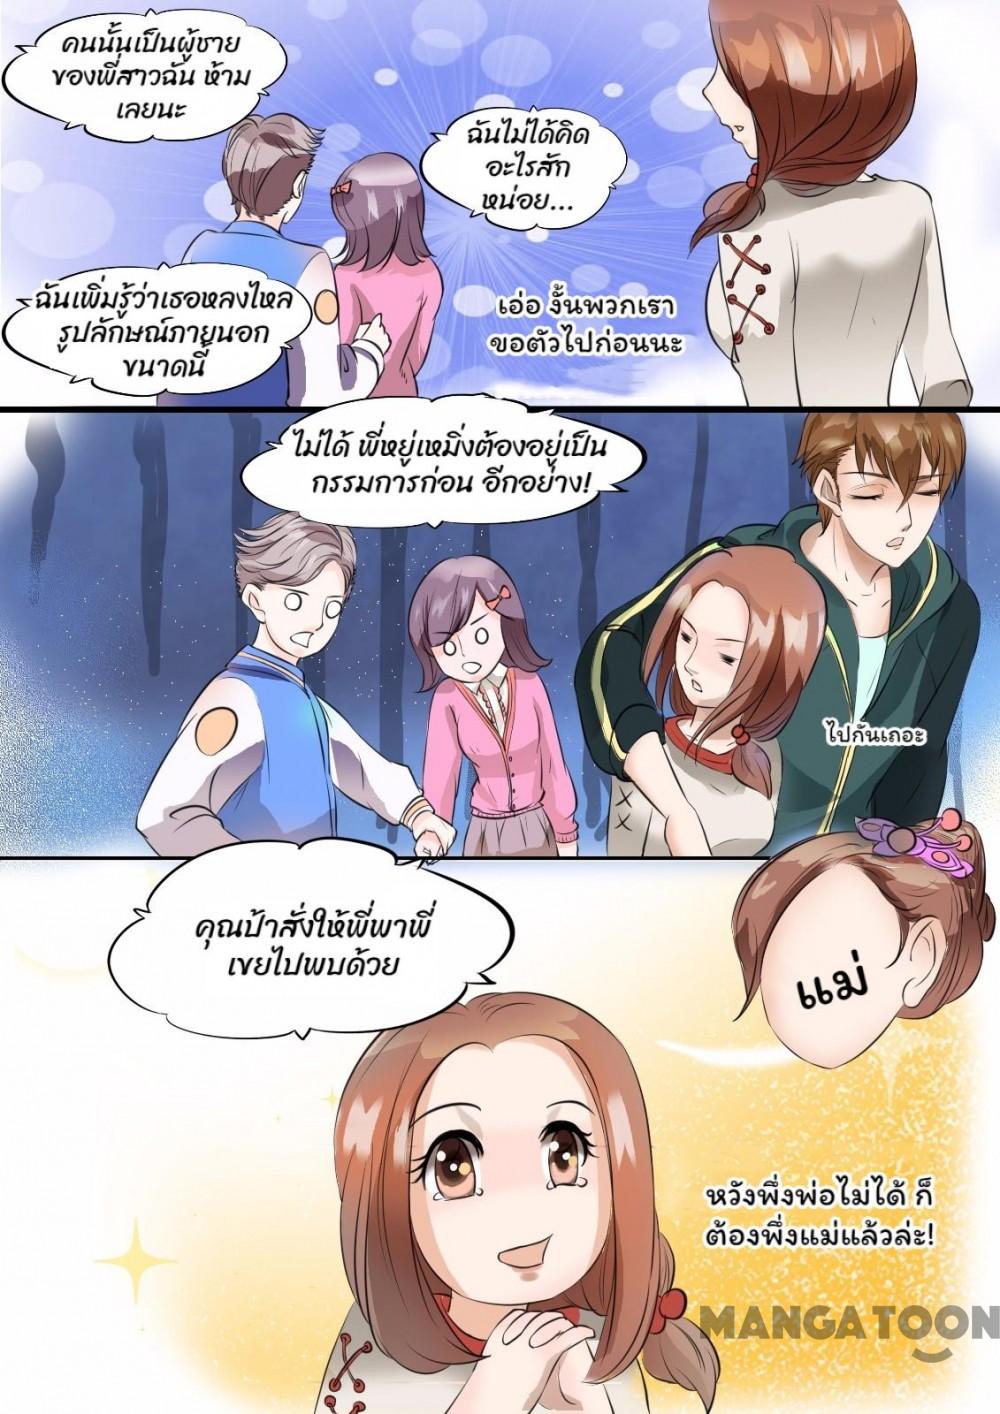 คนนั้นเป็นผู้ชาย
ของพี่สาวฉัน ห้าม
เลยนะ
ฉันไม่ได้คิด
อะไรสัก
หน่อย...
ฉันเพิ่มรู้ว่าเธอหลงไหล
รูปลักษณ์ภายนอก
ขนาดนี้
เอ่อ งั้นพวกเรา
ขอตัวไปก่อนนะ
ไม่ได้ พี่หยู่เหมิ่งต้องอยู่เป็น
กรรมการก่อน อีกอย่าง!
ไปกันเถอะ
คุณป้าสั่งให้พี่พาพี่
เขยไปพบด้วย
แม่
หวังพึ่งพ่อไม่ได้ ก็
ต้องพึ่งแม่แล้วล่ะ!
MANGATOON